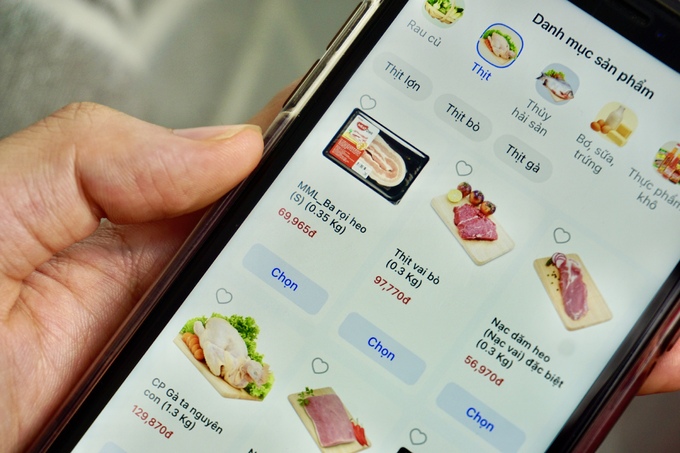 Danh mục sản phẩm
Rau củ
Thịt
Thủy
hải sản
Bơ, sữa,
trứng
Thực phẩm
khô
Thịt lợn
Thịt bò
Thịt gà
MML_Ba rọi heo
(S) (0.35 Kg)
69,965đ
Chọn
Thịt vai bò
(0.3 Kg)
97,770đ
Chọn
Nạc dăm heo
(Nạc vai) đặc biệt
(0.3 Kg)
56,970đ
Chọn
CP Gà ta nguyên
con (1.3 Kg)
129,870đ